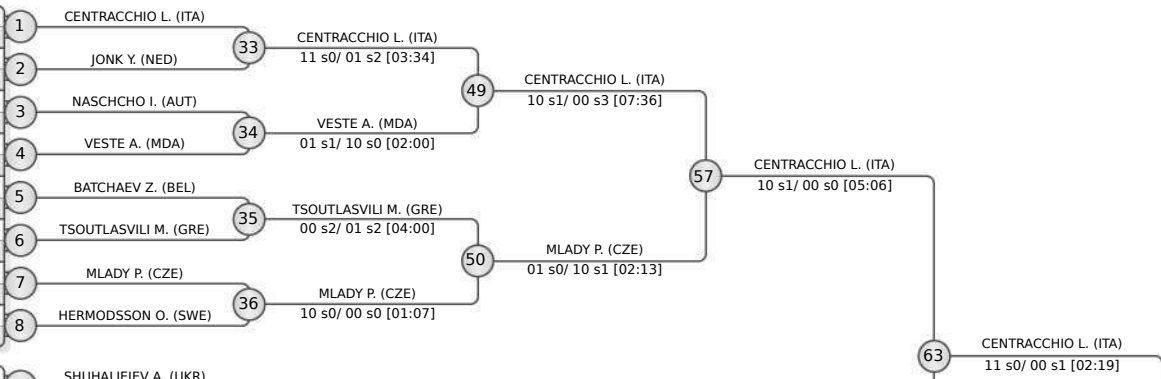 CENTRACCHIO L. (ITA)
1
33
CENTRACCHIO L. (ITA)
11 s0/ 01 s2 [03:34]
JONK Y. (NED)
2
49
CENTRACCHIO L. (ITA)
10 s1/ 00 s3 [07:36]
NASCHCHO I. (AUT)
3
34
VESTE A. (MDA)
01 s1/ 10 s0 [02:00]
VESTE A. (MDA)
4
57
CENTRACCHIO L. (ITA)
10 s1/ 00 s0 [05:06]
BATCHAEV Z. (BEL)
5
35
TSOUTLASVILI M. (GRE)
00 s2/ 01 s2 [04:00]
TSOUTLASVILI M. (GRE)
6
50
MLADY P. (CZE)
01 s0/ 10 s1 [02:13]
MLADY P. (CZE)
7
36
MLADY P. (CZE)
10 s0/ 00 s0 [01:07]
HERMODSSON O. (SWE)
8
63
CENTRACCHIO L. (ITA)
11 s0/ 00 s1 [02:19]